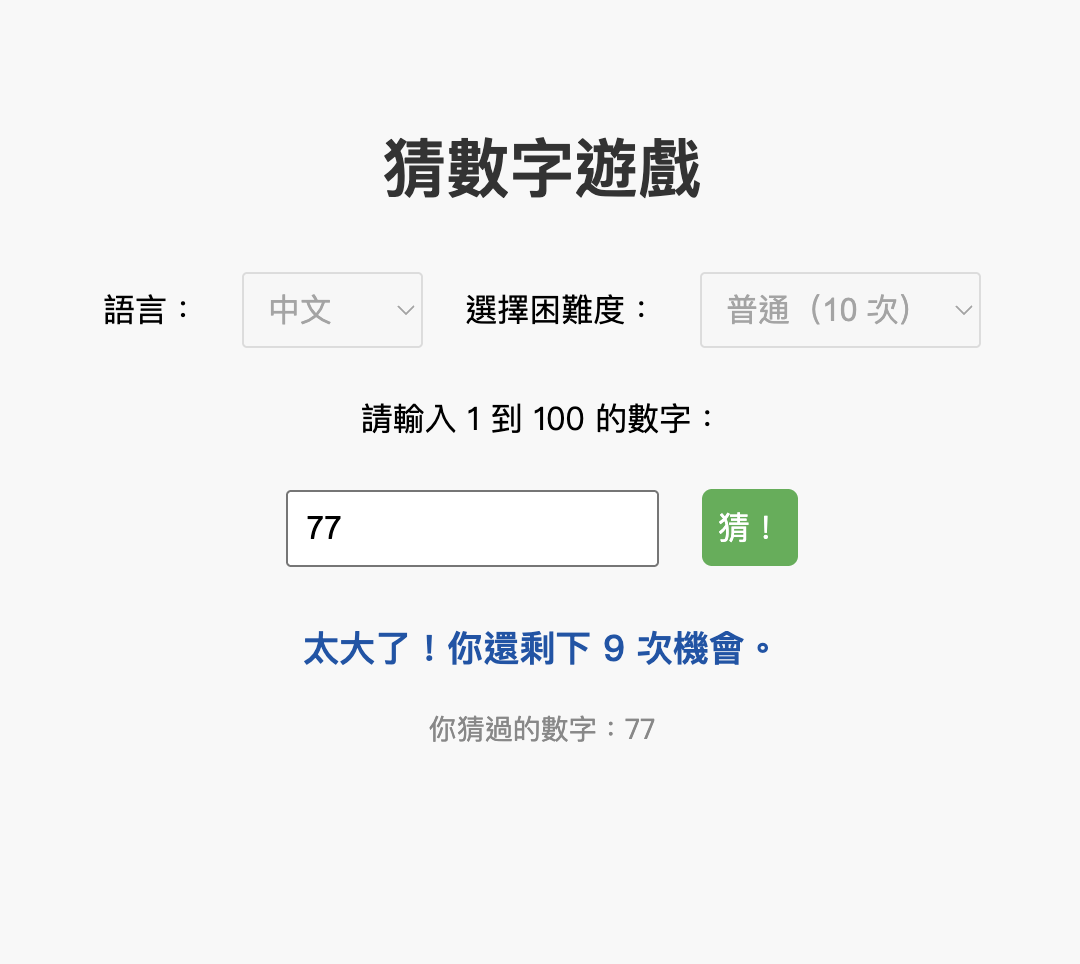 猜數字遊戲
語言： 中文 選擇困難度： 普通（10 次）
請輸入 1 到 100 的數字：
77 猜！
太大了！你還剩下 9 次機會。
你猜過的數字：77